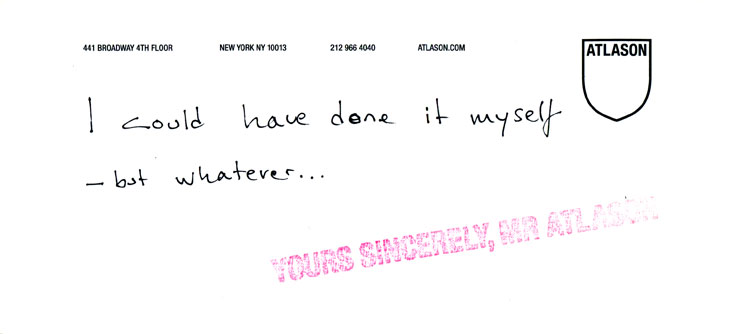 441 BROADWAY 4TH FLOOR NEW YORK NY 10013 212 966 4040 ATLASON.COM
ATLASON
I could have done it myself
– but whatever...
YOURS SINCERELY, MR ATLASON